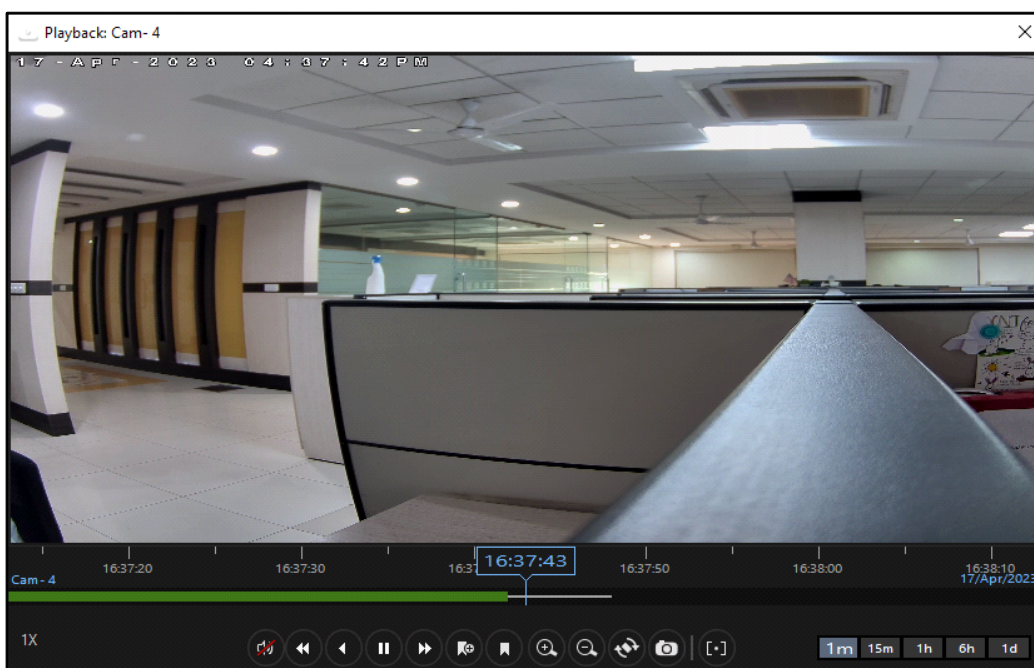 Playback: Cam- 4
17-Apr-2023 04:37:42PM
16:37:20
16:37:30
16:37:43
16:37:50
16:38:00
16:38:10
Cam- 4
17/Apr/2023
1X
1m
15m
1h
6h
1d